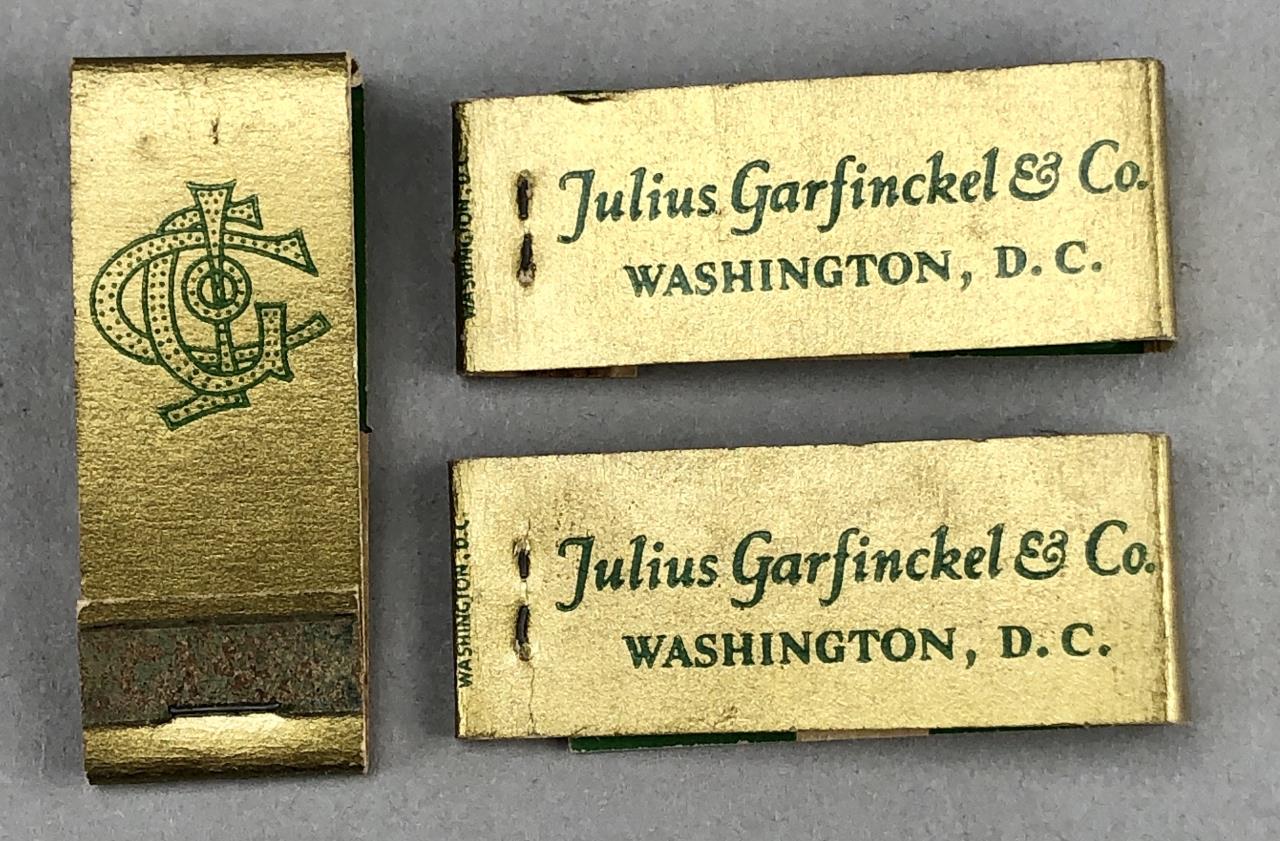 Julius Garfinckel & Co.
WASHINGTON, D. C.
WASHINGTON, D.C.
Julius Garfinckel & Co.
WASHINGTON, D. C.
WASHINGTON, D.C.